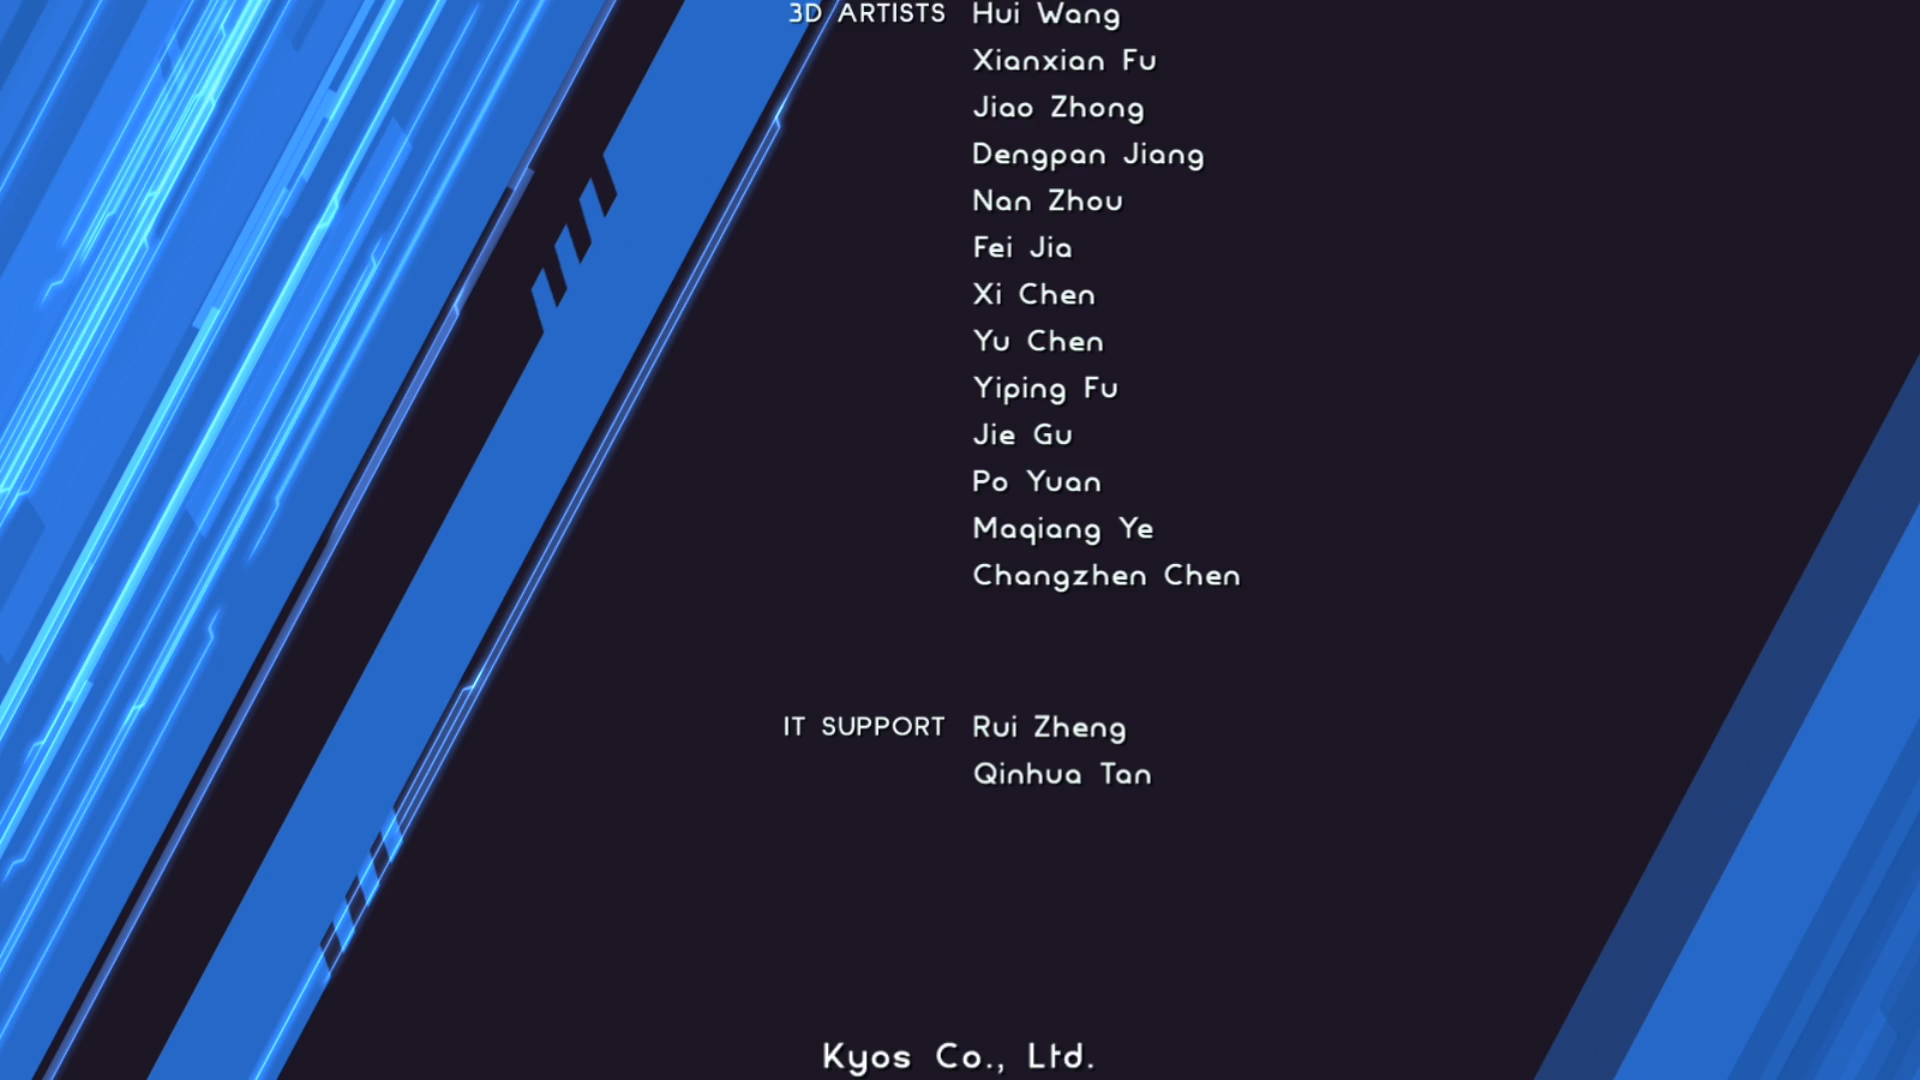 3D ARTISTS Hui Wang
Xianxian Fu
Jiao Zhong
Dengpan Jiang
Nan Zhou
Fei Jia
Xi Chen
Yu Chen
Yiping Fu
Jie Gu
Po Yuan
Maqiang Ye
Changzhen Chen
IT SUPPORT Rui Zheng
Qinhua Tan
Kyos Co., Ltd.